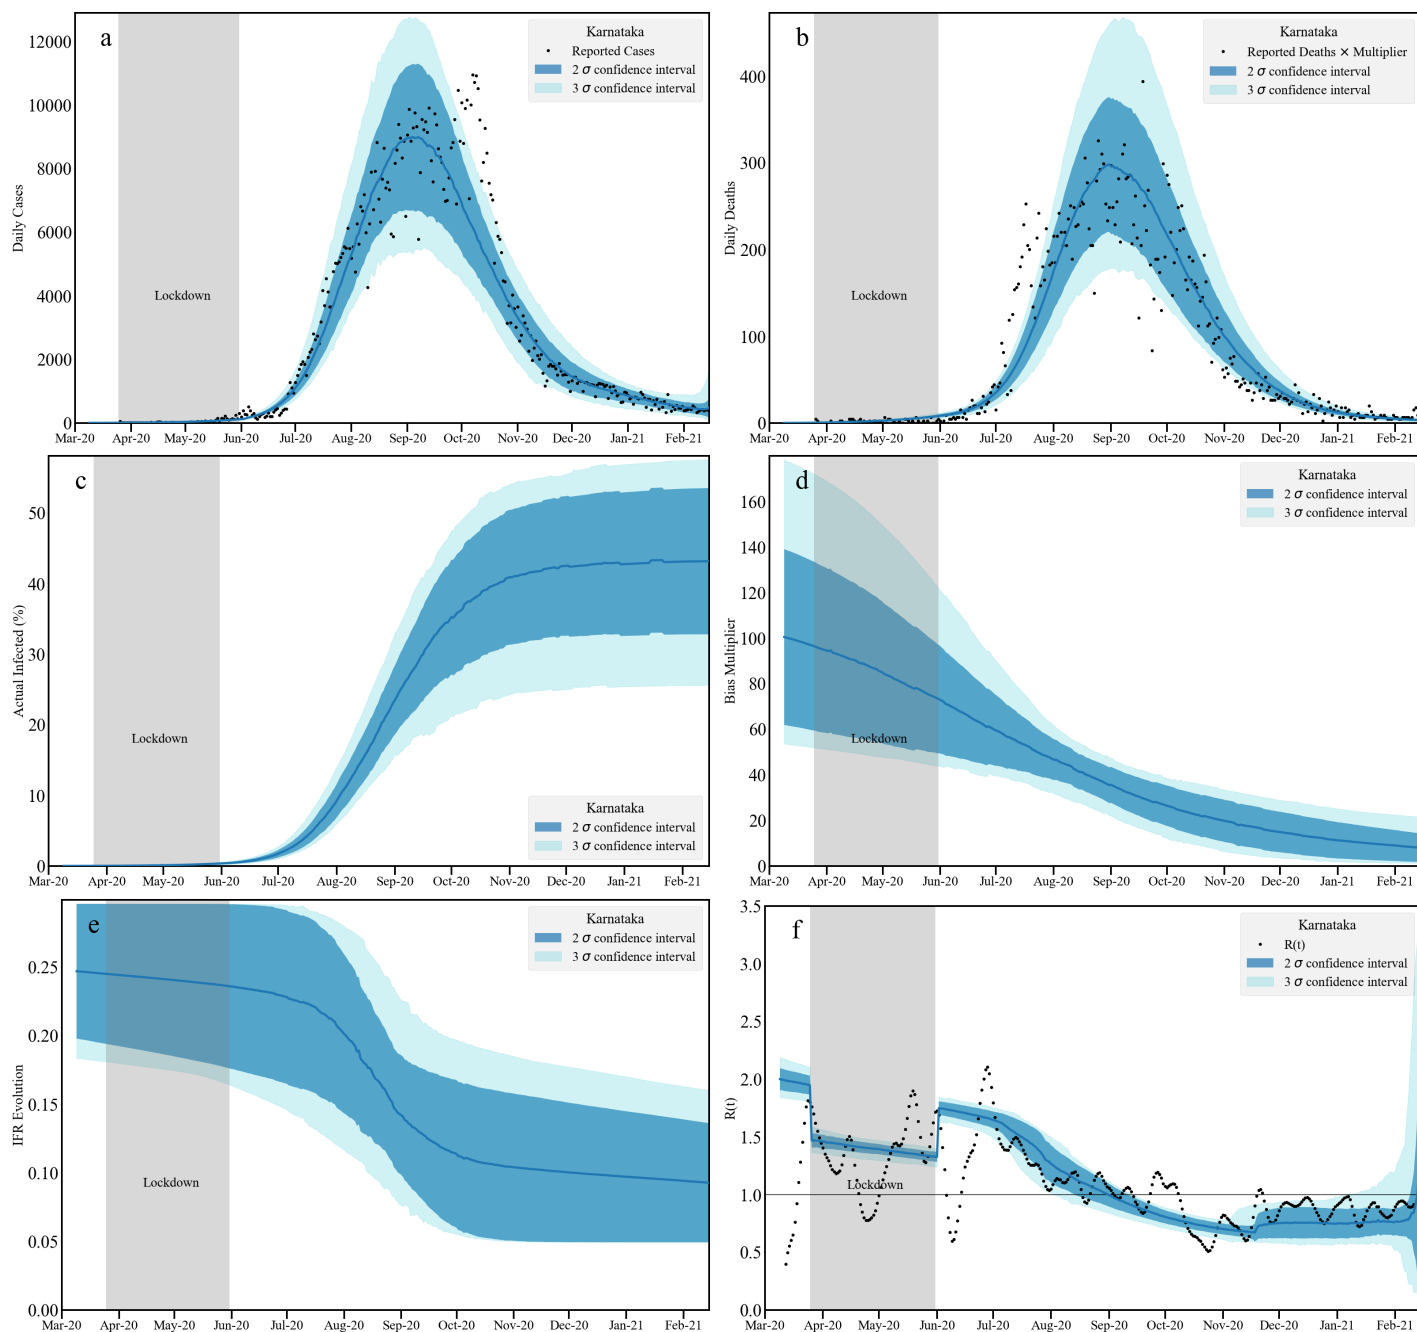 a
Karnataka
Reported Cases
2 σ confidence interval
3 σ confidence interval
Daily Cases
12000
10000
8000
6000
4000
2000
0
Lockdown
Mar-20 Apr-20 May-20 Jun-20 Jul-20 Aug-20 Sep-20 Oct-20 Nov-20 Dec-20 Jan-21 Feb-21
b
Karnataka
Reported Deaths × Multiplier
2 σ confidence interval
3 σ confidence interval
Daily Deaths
400
300
200
100
0
Lockdown
Mar-20 Apr-20 May-20 Jun-20 Jul-20 Aug-20 Sep-20 Oct-20 Nov-20 Dec-20 Jan-21 Feb-21
c
Actual Infected (%)
50
40
30
20
10
0
Lockdown
Karnataka
2 σ confidence interval
3 σ confidence interval
Mar-20 Apr-20 May-20 Jun-20 Jul-20 Aug-20 Sep-20 Oct-20 Nov-20 Dec-20 Jan-21 Feb-21
d
Karnataka
2 σ confidence interval
3 σ confidence interval
Bias Multiplier
160
140
120
100
80
60
40
20
0
Lockdown
Mar-20 Apr-20 May-20 Jun-20 Jul-20 Aug-20 Sep-20 Oct-20 Nov-20 Dec-20 Jan-21 Feb-21
e
Karnataka
2 σ confidence interval
3 σ confidence interval
IFR Evolution
0.25
0.20
0.15
0.10
0.05
0.00
Lockdown
Mar-20 Apr-20 May-20 Jun-20 Jul-20 Aug-20 Sep-20 Oct-20 Nov-20 Dec-20 Jan-21 Feb-21
f
Karnataka
R(t)
2 σ confidence interval
3 σ confidence interval
R(t)
3.5
3.0
2.5
2.0
1.5
1.0
0.5
0.0
Lockdown
Mar-20 Apr-20 May-20 Jun-20 Jul-20 Aug-20 Sep-20 Oct-20 Nov-20 Dec-20 Jan-21 Feb-21